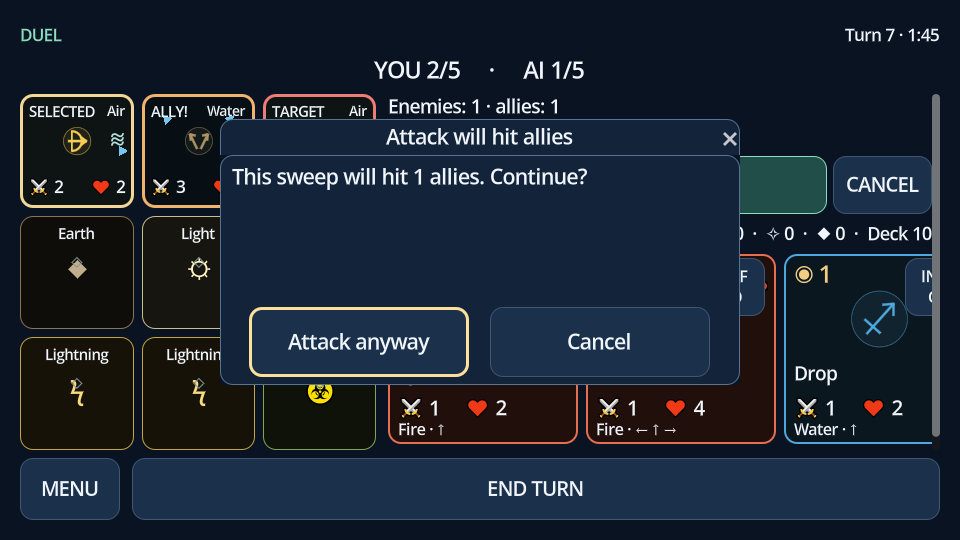 DUEL
Turn 7 · 1:45
YOU 2/5 · AI 1/5
SELECTED Air
ALLY! Water
TARGET Air
Enemies: 1 · allies: 1
Attack will hit allies ×
This sweep will hit 1 allies. Continue?
CANCEL
2 2
3
Earth
Light
0 · ✧ 0 · ◆ 0 · Deck 10
1
Attack anyway
Cancel
Lightning
Drop
1 2
1 4
1 2
Fire · ↑
Fire · ← ↑ →
Water · ↑
MENU
END TURN